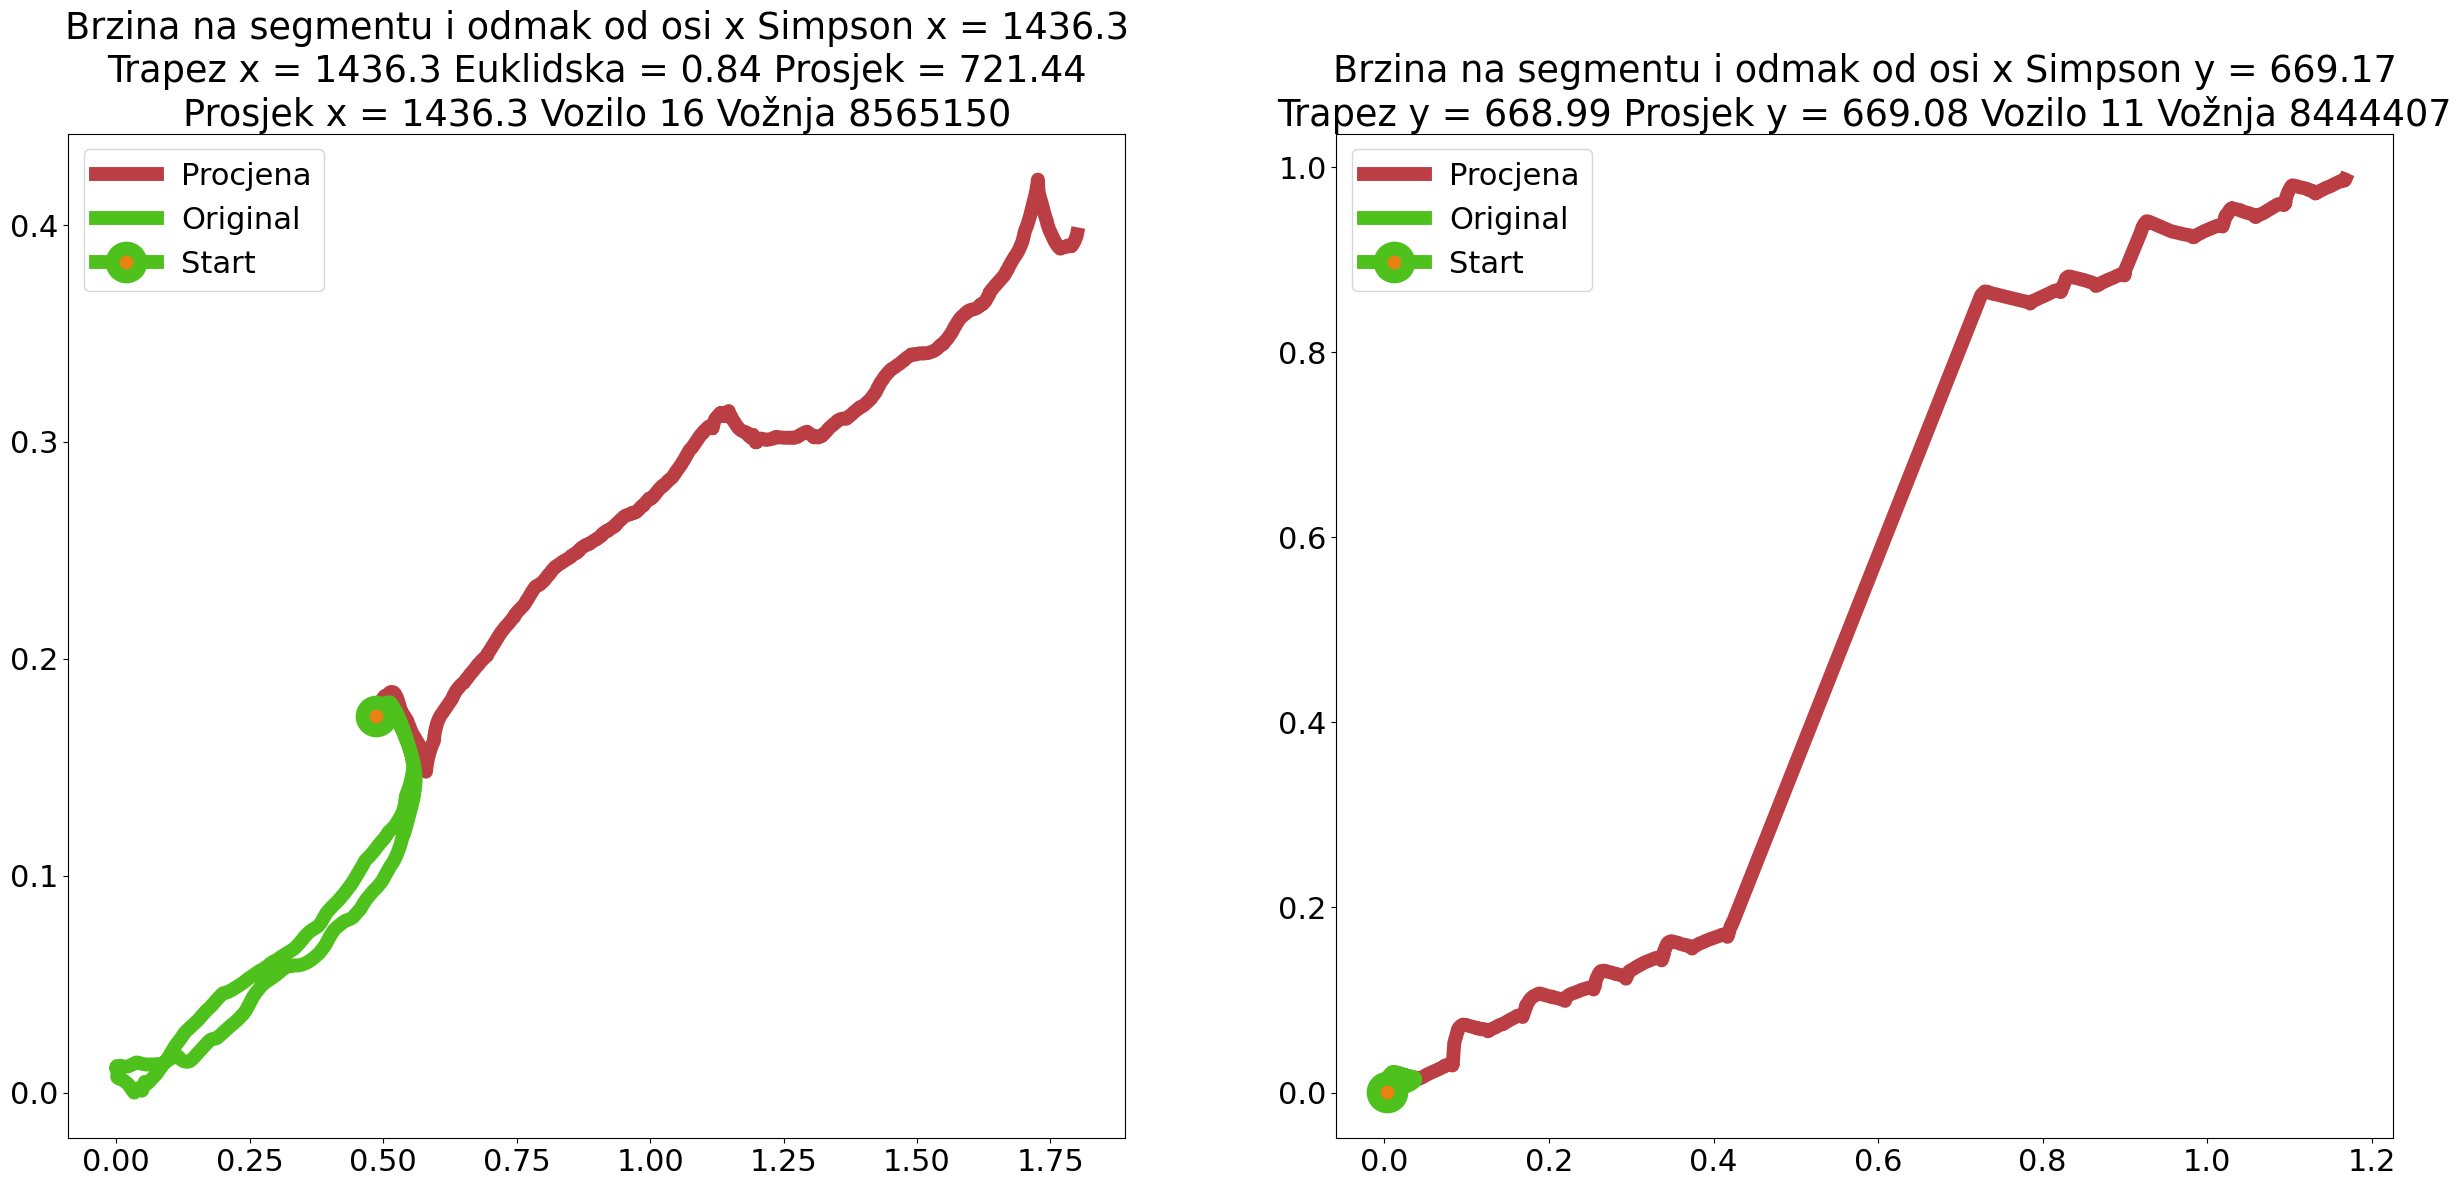 Brzina na segmentu i odmak od osi x Simpson x = 1436.3
Trapez x = 1436.3 Euklidska = 0.84 Prosjek = 721.44
Prosjek x = 1436.3 Vozilo 16 Vožnja 8565150
Procjena
Original
Start
0.4
0.3
0.2
0.1
0.0
0.00 0.25 0.50 0.75 1.00 1.25 1.50 1.75
Brzina na segmentu i odmak od osi x Simpson y = 669.17
Trapez y = 668.99 Prosjek y = 669.08 Vozilo 11 Vožnja 8444407
Procjena
Original
Start
1.0
0.8
0.6
0.4
0.2
0.0
0.0 0.2 0.4 0.6 0.8 1.0 1.2